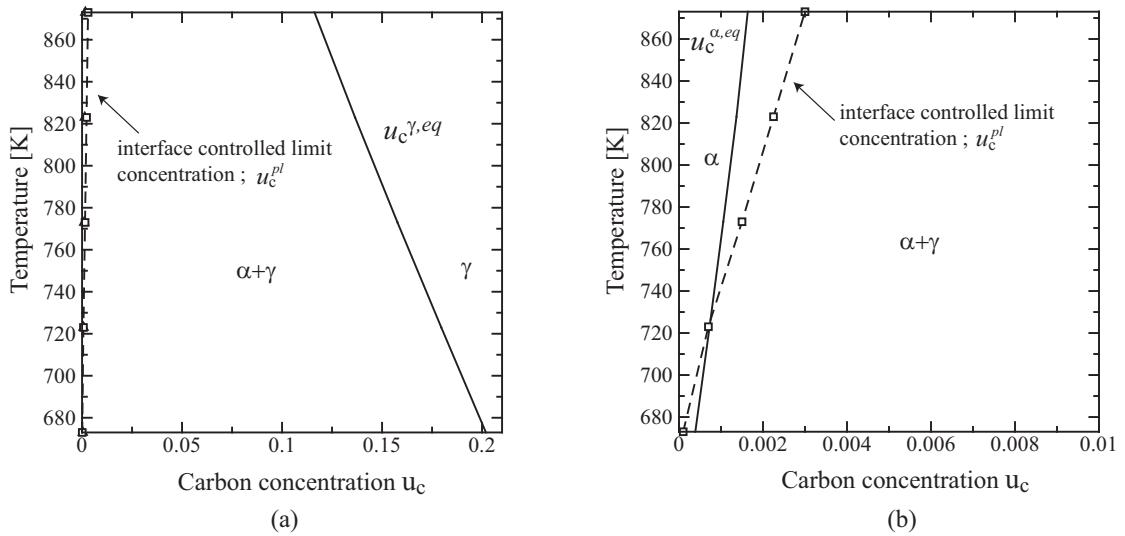 860
840
820
800
780
760
740
720
700
680
Temperature [K]
interface controlled limit
concentration ; u_c^{pl}
u_c^{γ,eq}
α+γ
γ
0
0.05
0.1
0.15
0.2
Carbon concentration u_c
(a)
860
840
820
800
780
760
740
720
700
680
Temperature [K]
u_c^{α,eq}
α
interface controlled limit
concentration ; u_c^{pl}
α+γ
0
0.002
0.004
0.006
0.008
0.01
Carbon concentration u_c
(b)